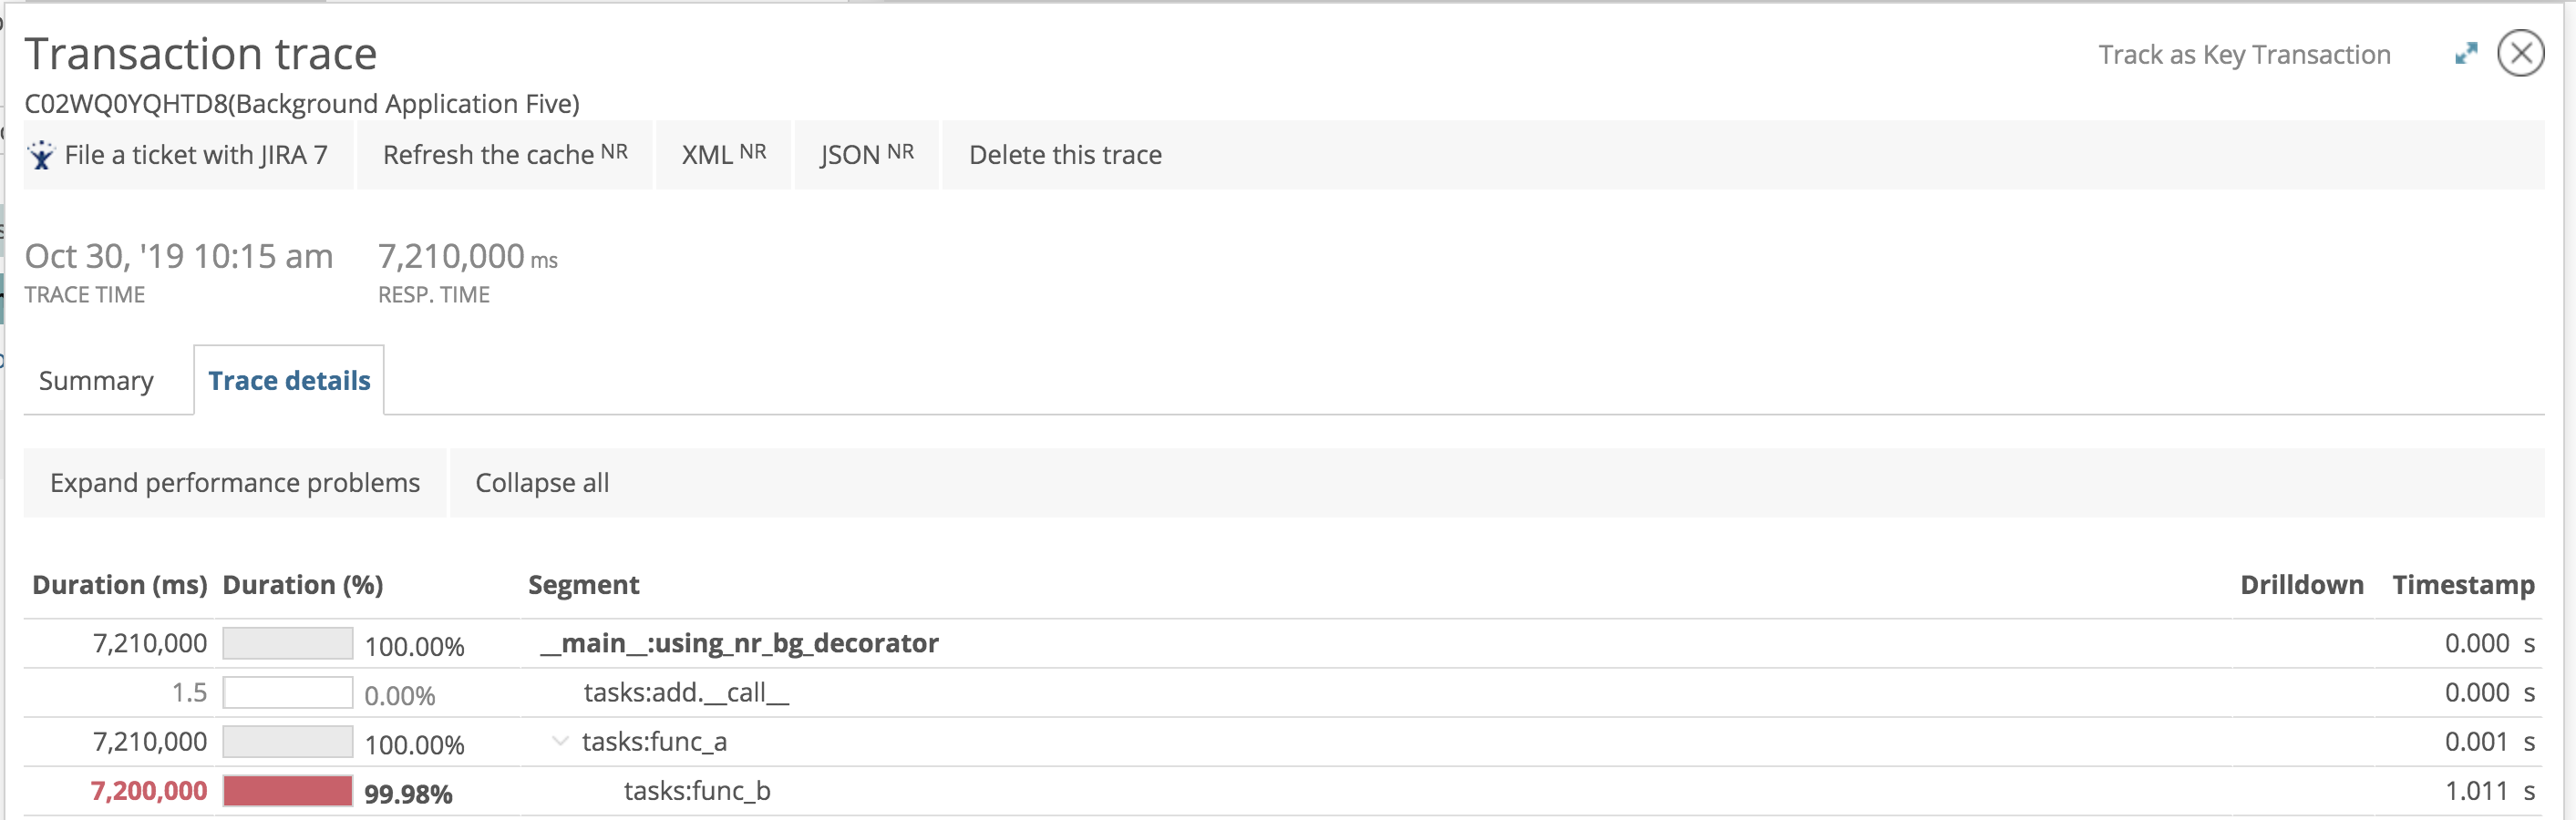 Transaction trace
Track as Key Transaction
C02WQ0YQHTD8(Background Application Five)
File a ticket with JIRA 7 Refresh the cache NR XML NR JSON NR Delete this trace
Oct 30, '19 10:15 am 7,210,000 ms
TRACE TIME RESP. TIME
Summary Trace details
Expand performance problems Collapse all
Duration (ms) Duration (%) Segment Drilldown Timestamp
7,210,000 100.00% __main__:using_nr_bg_decorator 0.000 s
1.5 0.00% tasks:add.__call__ 0.000 s
7,210,000 100.00% tasks:func_a 0.001 s
7,200,000 99.98% tasks:func_b 1.011 s